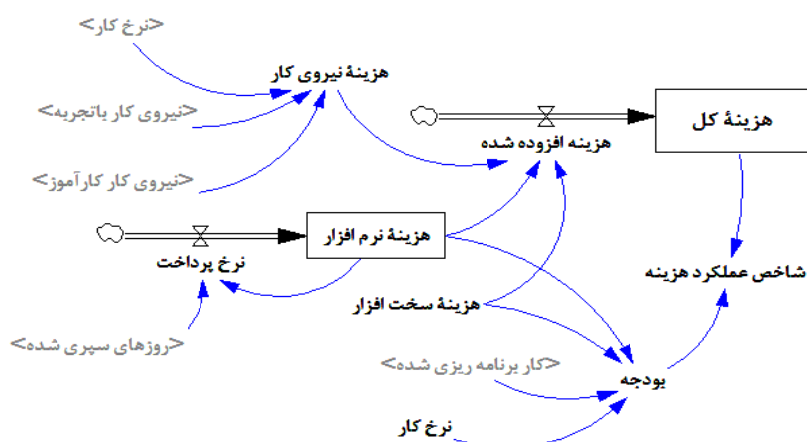 <نرخ کار>
هزینهٔ نیروی کار
<نیروی کار باتجربه>
هزینهٔ کل
هزینه افزوده شده
<نیروی کار کارآموز>
هزینهٔ نرم افزار
نرخ پرداخت
شاخص عملکرد هزینه
هزینهٔ سخت افزار
<روزهای سپری شده>
<کار برنامه ریزی شده>
بودجه
نرخ کار